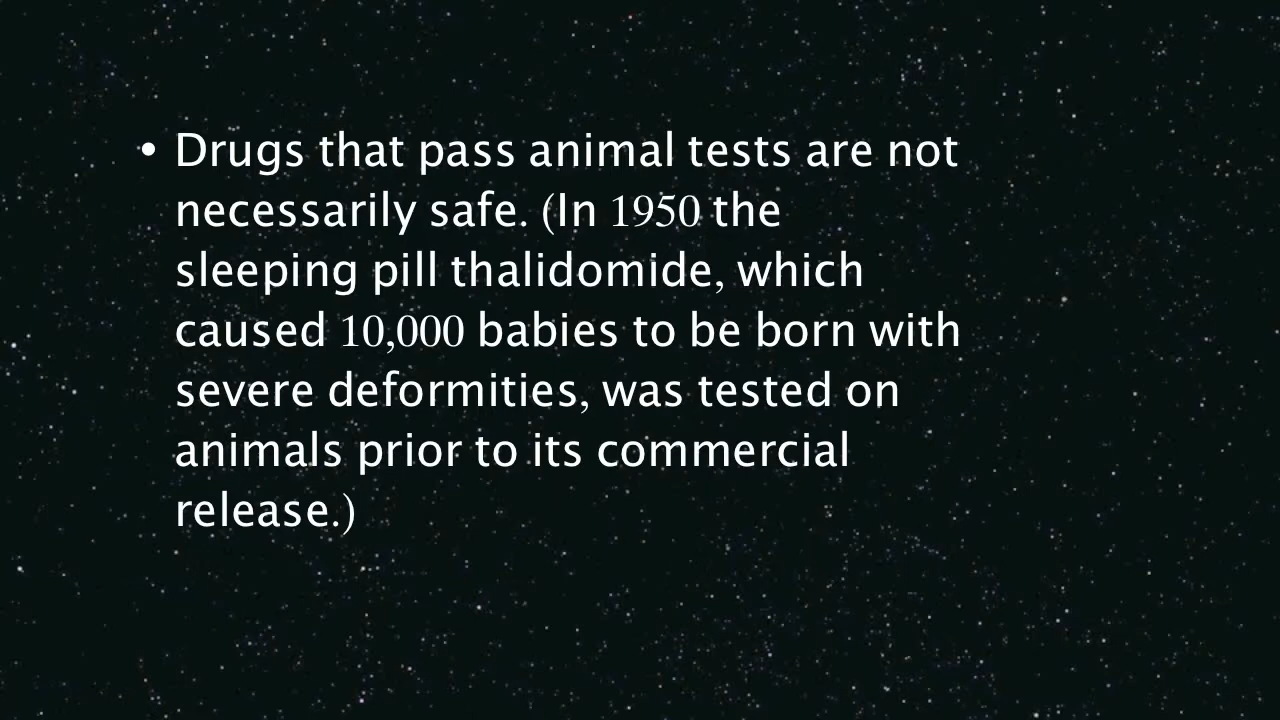 • Drugs that pass animal tests are not
necessarily safe. (In 1950 the
sleeping pill thalidomide, which
caused 10,000 babies to be born with
severe deformities, was tested on
animals prior to its commercial
release.)